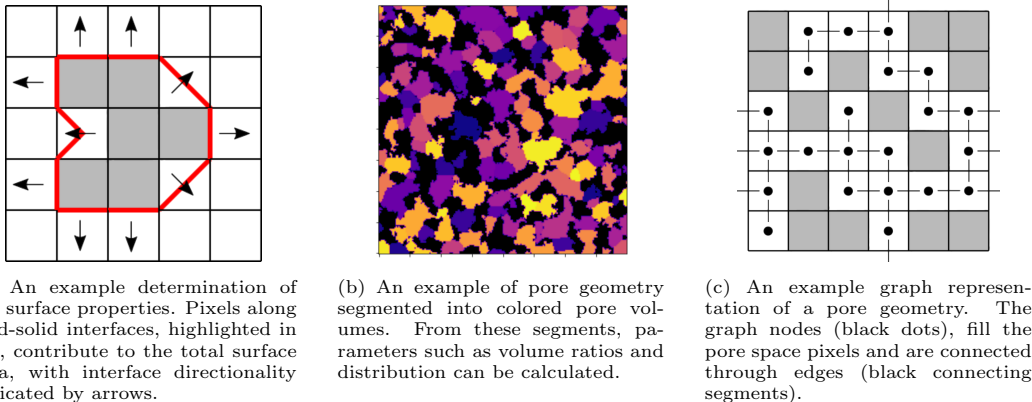 An example determination of
surface properties. Pixels along
d-solid interfaces, highlighted in
, contribute to the total surface
a, with interface directionality
icated by arrows.
(b) An example of pore geometry
segmented into colored pore vol-
umes. From these segments, pa-
rameters such as volume ratios and
distribution can be calculated.
(c) An example graph represen-
tation of a pore geometry. The
graph nodes (black dots), fill the
pore space pixels and are connected
through edges (black connecting
segments).